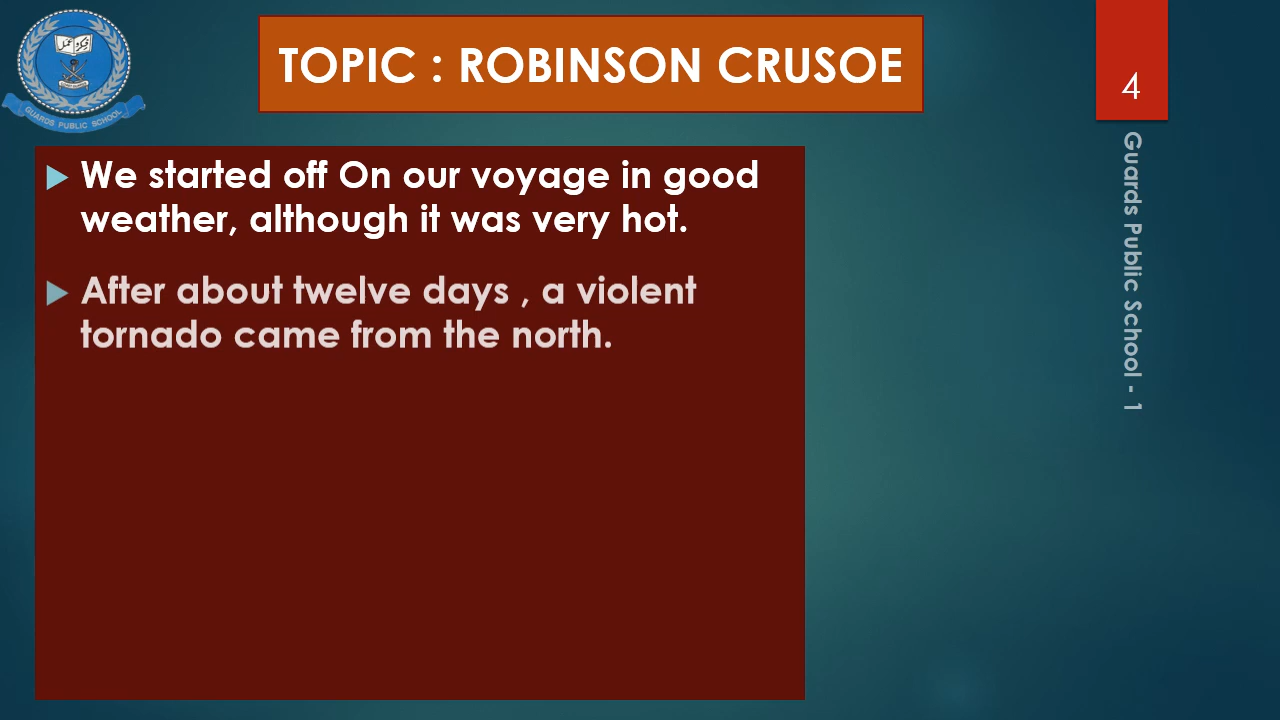 GUARDS PUBLIC SCHOOL
TOPIC : ROBINSON CRUSOE
4
We started off On our voyage in good
weather, although it was very hot.
After about twelve days , a violent
tornado came from the north.
Guards Public School - 1